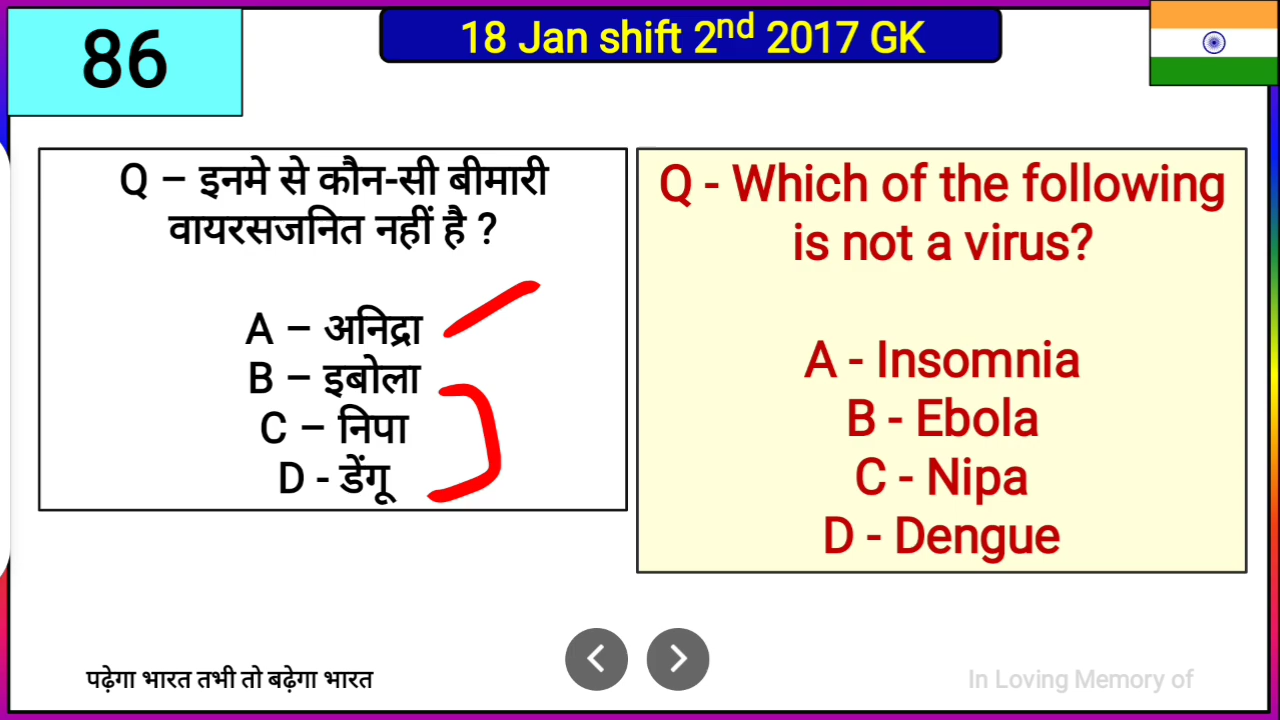 86
18 Jan shift 2nd 2017 GK
Q – इनमे से कौन-सी बीमारी
वायरसजनित नहीं है ?
A – अनिद्रा
B – इबोला
C – निपा
D - डेंगू
Q - Which of the following
is not a virus?
A - Insomnia
B - Ebola
C - Nipa
D - Dengue
पढ़ेगा भारत तभी तो बढ़ेगा भारत
In Loving Memory of